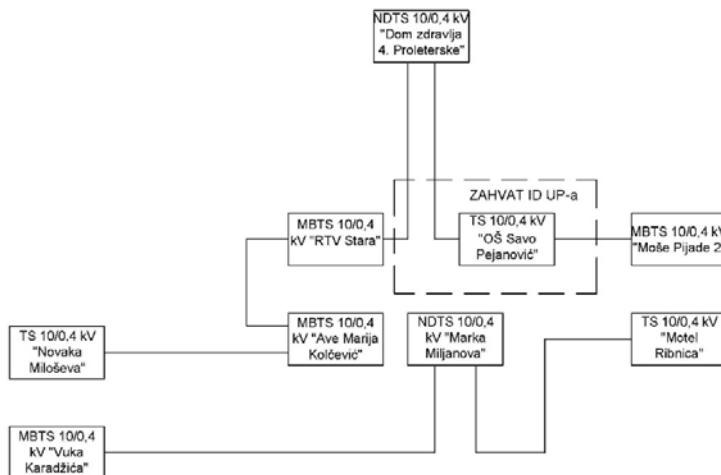 NDTS 10/0,4 kV
"Dom zdravlja
4. Proleterske"
ZAHVAT ID UP-a
MBTS 10/0,4
kV "RTV Stara"
TS 10/0,4 kV
"OŠ Savo
Pejanović"
MBTS 10/0,4 kV
"Moše Pijade 2
MBTS 10/0,4
kV "Ave Marija
Kolčević"
NDTS 10/0,4
kV "Marka
Miljanova"
TS 10/0,4 kV
"Motel
Ribnica"
TS 10/0,4 kV
"Novaka
Miloševa"
MBTS 10/0,4
kV "Vuka
Karadžića"